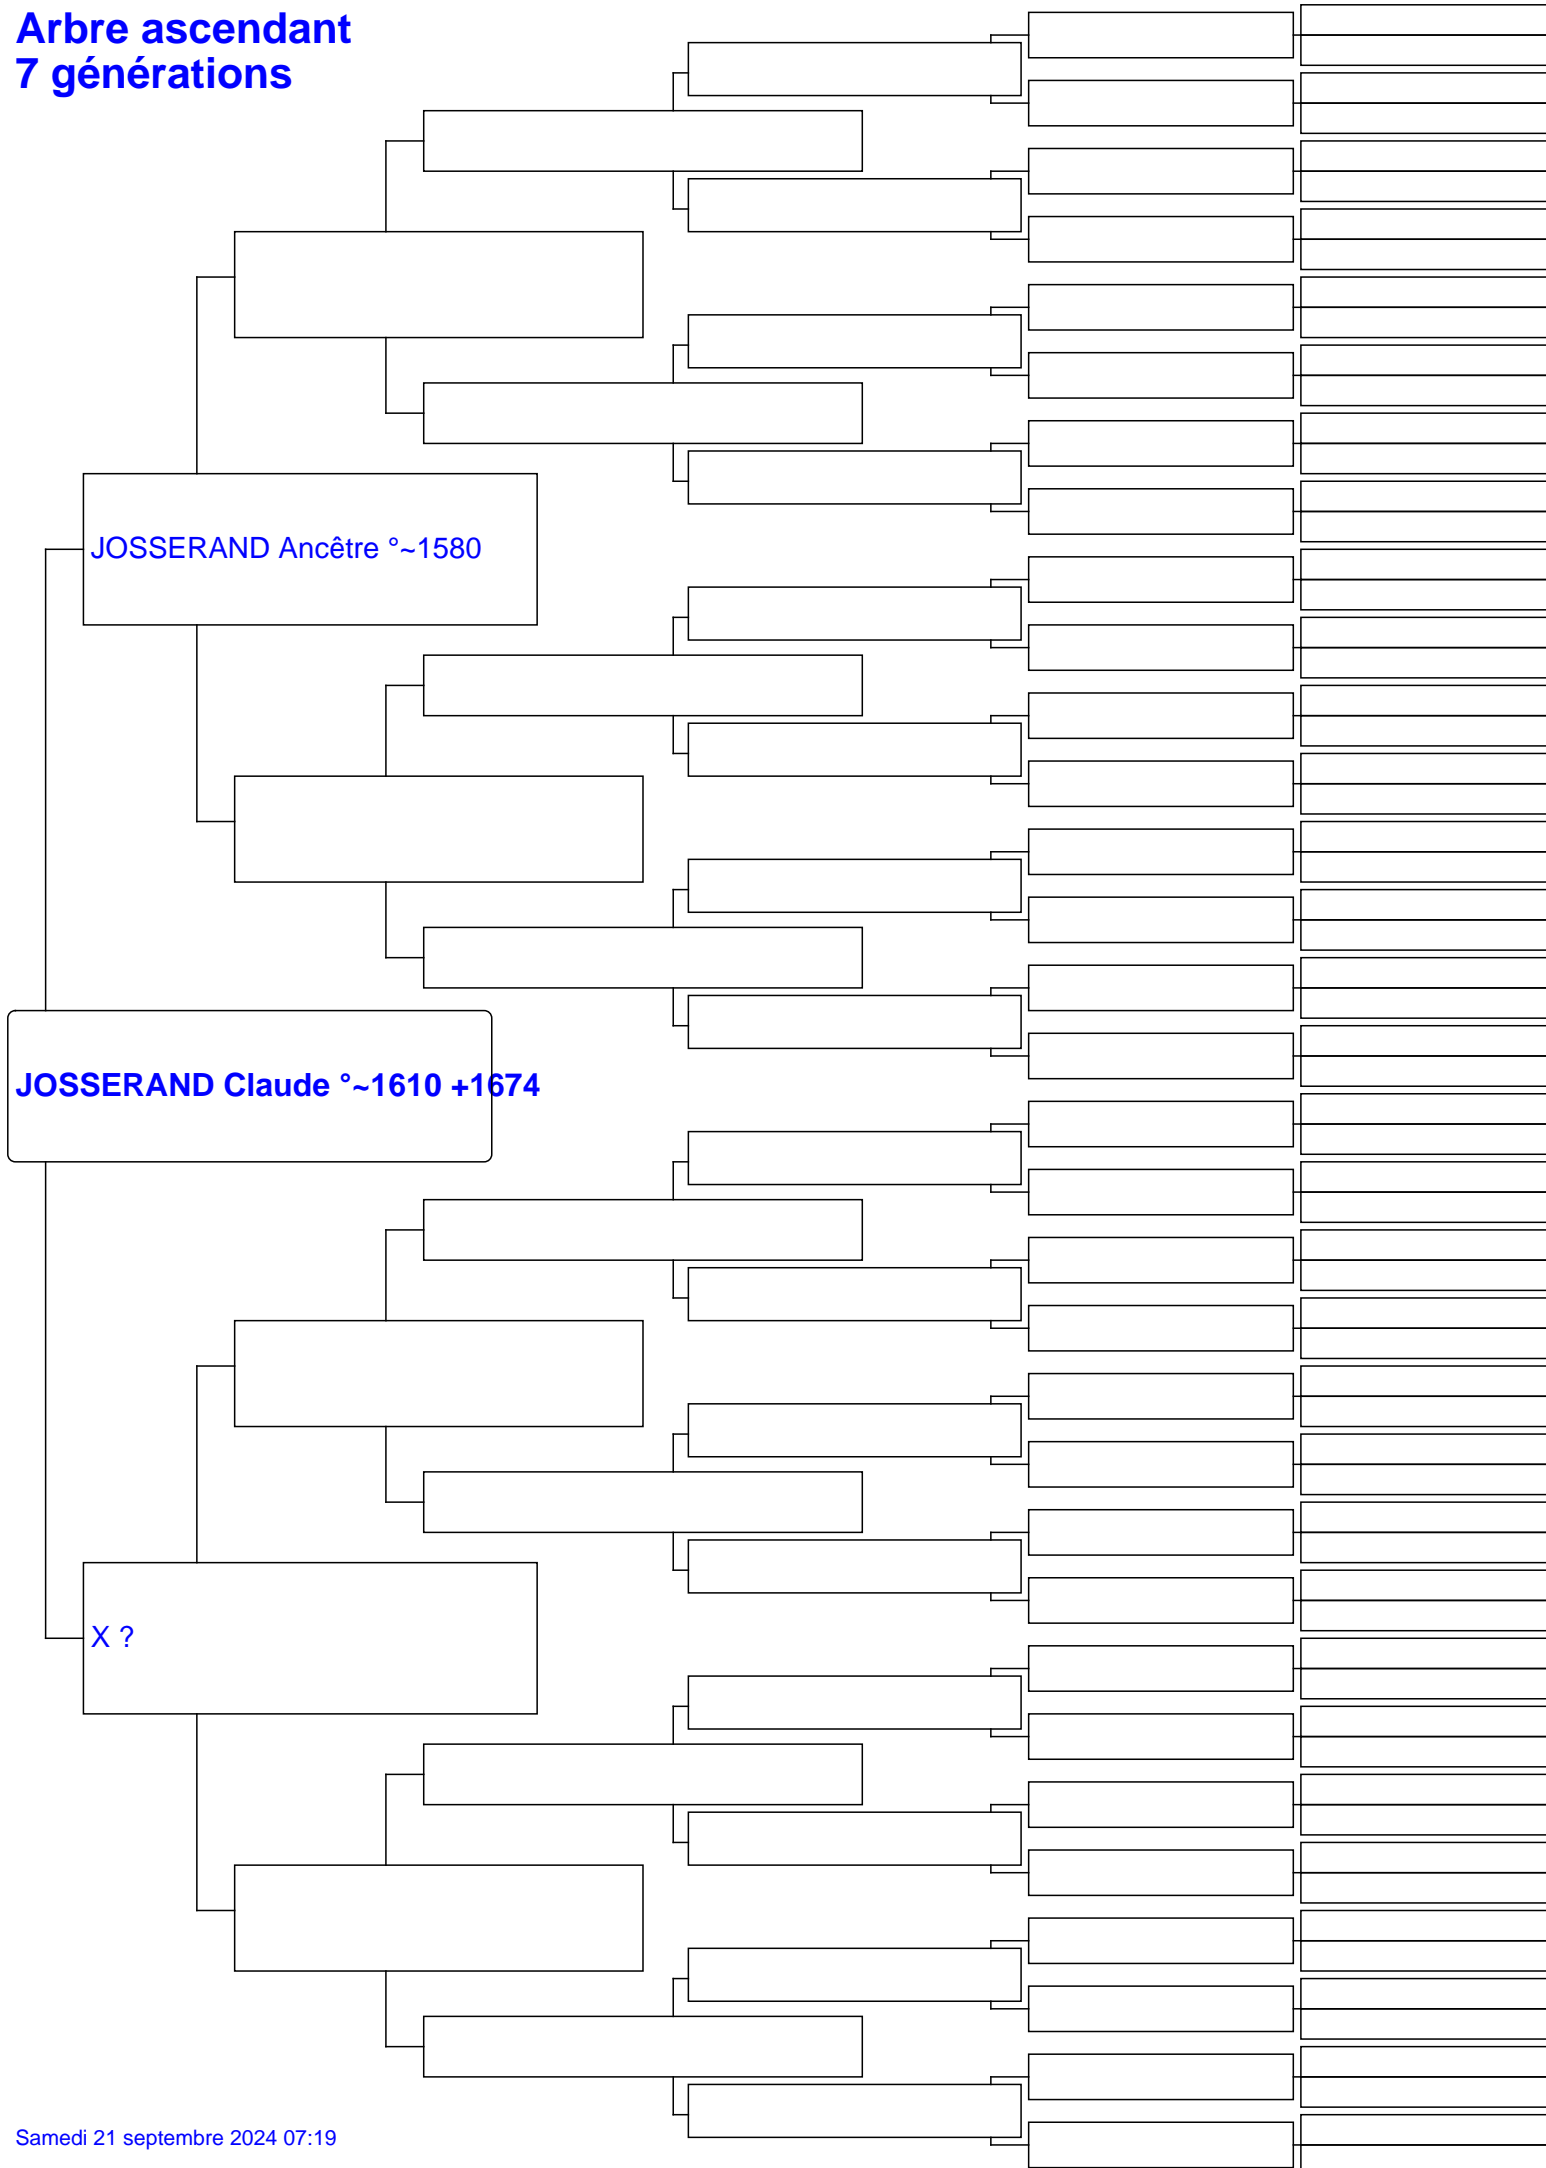 Arbre ascendant
7 générations
JOSSERAND Ancêtre °~1580
JOSSERAND Claude °~1610 +1674
X ?
Samedi 21 septembre 2024 07:19